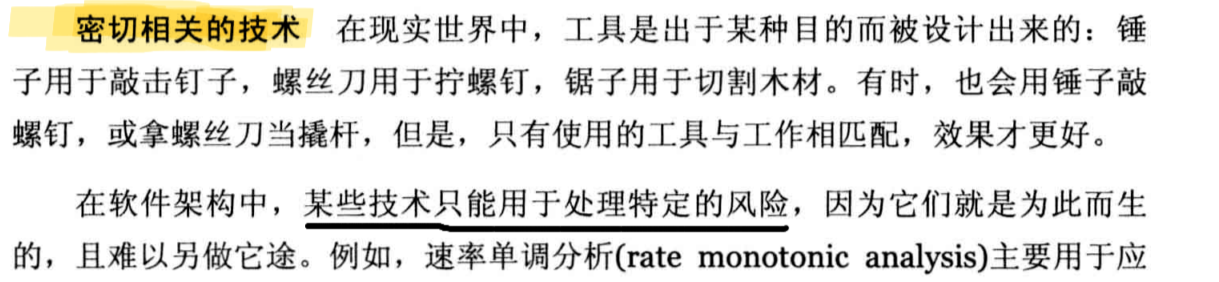 密切相关的技术 在现实世界中，工具是出于某种目的而被设计出来的：锤
子用于敲击钉子，螺丝刀用于拧螺钉，锯子用于切割木材。有时，也会用锤子敲
螺钉，或拿螺丝刀当撬杆，但是，只有使用的工具与工作相匹配，效果才更好。
在软件架构中，某些技术只能用于处理特定的风险，因为它们就是为此而生
的，且难以另做它途。例如，速率单调分析(rate monotonic analysis)主要用于应